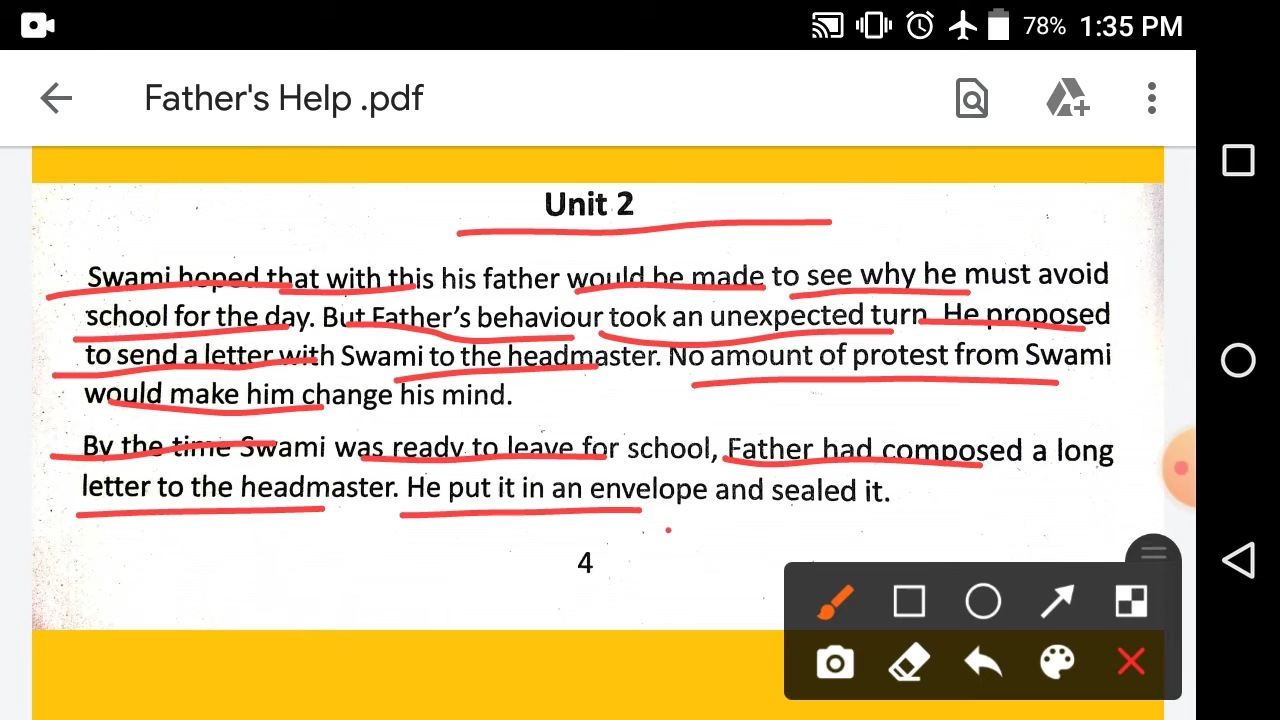 78% 1:35 PM
Father's Help .pdf
Unit 2
Swami hoped that with this his father would be made to see why he must avoid
school for the day. But Father's behaviour took an unexpected turn. He proposed
to send a letter with Swami to the headmaster. No amount of protest from Swami
would make him change his mind.
By the time Swami was ready to leave for school, Father had composed a long
letter to the headmaster. He put it in an envelope and sealed it.
4